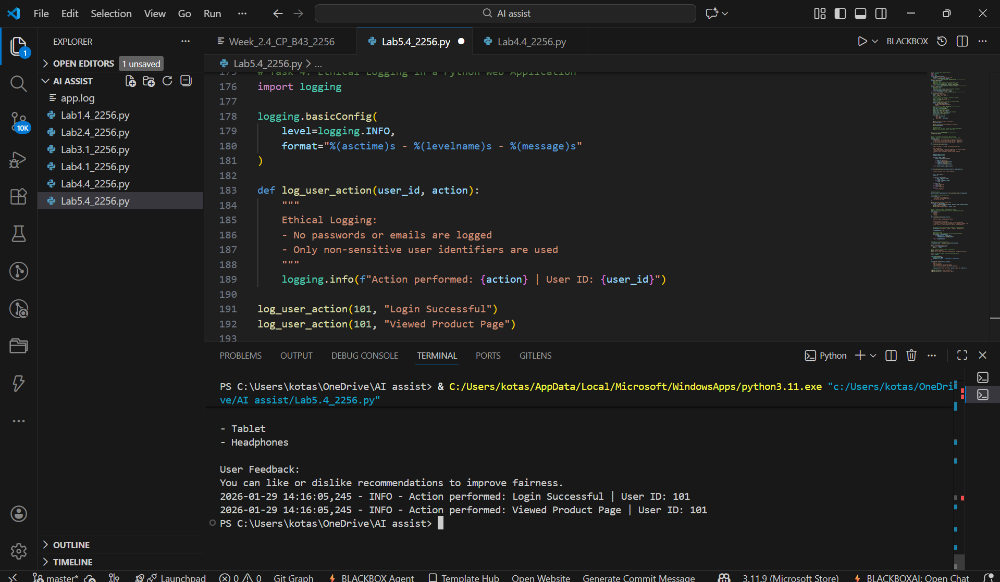 File Edit Selection View Go Run ... AI assist
EXPLORER ...
OPEN EDITORS 1 unsaved
AI ASSIST
app.log
Lab1.4_2256.py
Lab2.4_2256.py
Lab3.1_2256.py
Lab4.1_2256.py
Lab4.4_2256.py
Lab5.4_2256.py
OUTLINE
TIMELINE
1
10K
Week_2.4_CP_B43_2256 Lab5.4_2256.py Lab4.4_2256.py BLACKBOX
Lab5.4_2256.py > ...
175 # Task 4: Ethical Logging in a Python Web Application
176 import logging
177
178 logging.basicConfig(
179 level=logging.INFO,
180 format="%(asctime)s - %(levelname)s - %(message)s"
181 )
182
183 def log_user_action(user_id, action):
184 """
185 Ethical Logging:
186 - No passwords or emails are logged
187 - Only non-sensitive user identifiers are used
188 """
189 logging.info(f"Action performed: {action} | User ID: {user_id}")
190
191 log_user_action(101, "Login Successful")
192 log_user_action(101, "Viewed Product Page")
193
PROBLEMS OUTPUT DEBUG CONSOLE TERMINAL PORTS GITLENS Python
PS C:\Users\kotas\OneDrive\AI assist> & C:/Users/kotas/AppData/Local/Microsoft/WindowsApps/python3.11.exe "c:/Users/kotas/OneDri
ve/AI assist/Lab5.4_2256.py"
- Tablet
- Headphones
User Feedback:
You can like or dislike recommendations to improve fairness.
2026-01-29 14:16:05,245 - INFO - Action performed: Login Successful | User ID: 101
2026-01-29 14:16:05,245 - INFO - Action performed: Viewed Product Page | User ID: 101
PS C:\Users\kotas\OneDrive\AI assist>
master* Launchpad 0 0 Git Graph BLACKBOX Agent Template Hub Open Website Generate Commit Message 3.11.9 (Microsoft Store) BLACKBOXAI: Open Chat